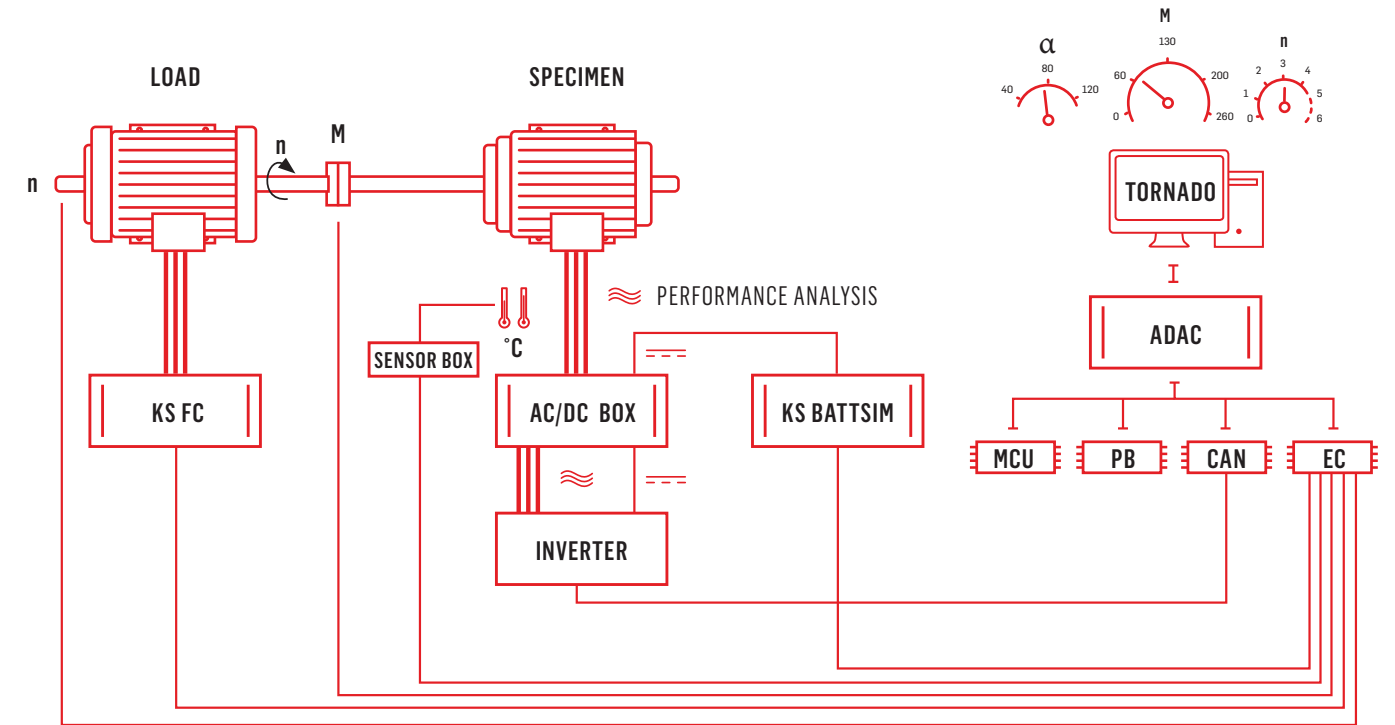 M
α
130
n
80
3
60
2
4
200
40
120
1
5
0
260
0
6
LOAD
SPECIMEN
M
n
n
TORNADO
PERFORMANCE ANALYSIS
ADAC
°C
SENSOR BOX
KS FC
AC/DC BOX
KS BATTSIM
MCU
PB
CAN
EC
INVERTER